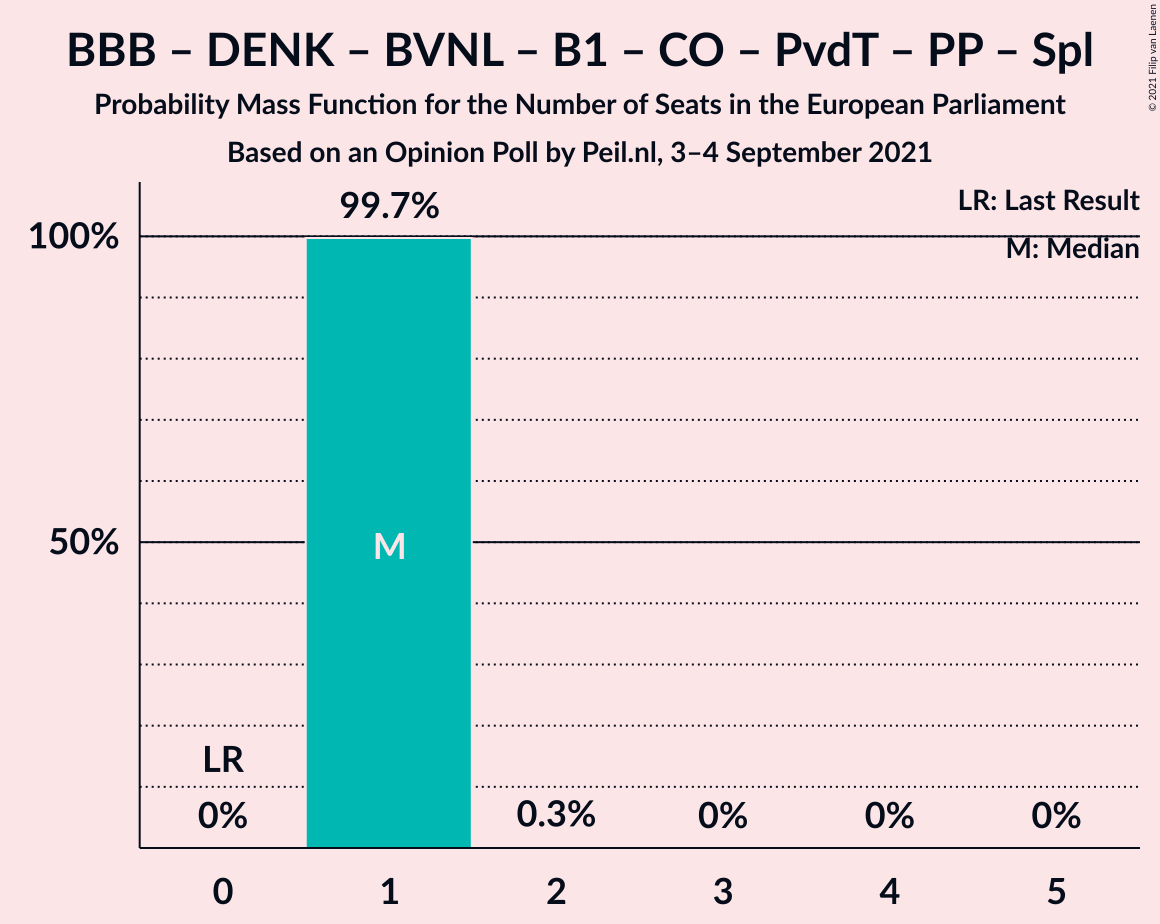 BBB – DENK – BVNL – B1 – CO – PvdT – PP – Spl
Probability Mass Function for the Number of Seats in the European Parliament
Based on an Opinion Poll by Peil.nl, 3–4 September 2021
© 2021 Filip van Laenen
LR: Last Result
M: Median
99.7%
100%
50%
M
LR
0%
0.3%
0%
0%
0%
0 1 2 3 4 5